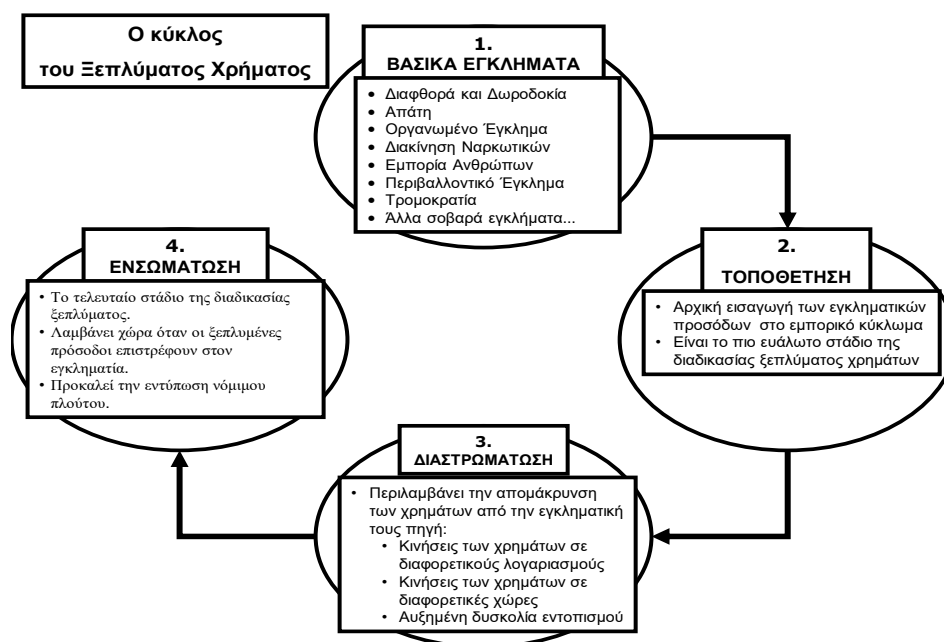 Ο κύκλος
του Ξεπλύματος Χρήματος
1.
ΒΑΣΙΚΑ ΕΓΚΛΗΜΑΤΑ
• Διαφθορά και Δωροδοκία
• Απάτη
• Οργανωμένο Έγκλημα
• Διακίνηση Ναρκωτικών
• Εμπορία Ανθρώπων
• Περιβαλλοντικό Έγκλημα
• Τρομοκρατία
• Άλλα σοβαρά εγκλήματα...
2.
ΤΟΠΟΘΕΤΗΣΗ
• Αρχική εισαγωγή των εγκληματικών
προσόδων στο εμπορικό κύκλωμα
• Είναι το πιο ευάλωτο στάδιο της
διαδικασίας ξεπλύματος χρημάτων
3.
ΔΙΑΣΤΡΩΜΑΤΩΣΗ
• Περιλαμβάνει την απομάκρυνση
των χρημάτων από την εγκληματική
τους πηγή:
• Κινήσεις των χρημάτων σε
διαφορετικούς λογαριασμούς
• Κινήσεις των χρημάτων σε
διαφορετικές χώρες
• Αυξημένη δυσκολία εντοπισμού
4.
ΕΝΣΩΜΑΤΩΣΗ
• Το τελευταίο στάδιο της διαδικασίας
ξεπλύματος.
• Λαμβάνει χώρα όταν οι ξεπλυμένες
πρόσοδοι επιστρέφουν στον
εγκληματία.
• Προκαλεί την εντύπωση νόμιμου
πλούτου.